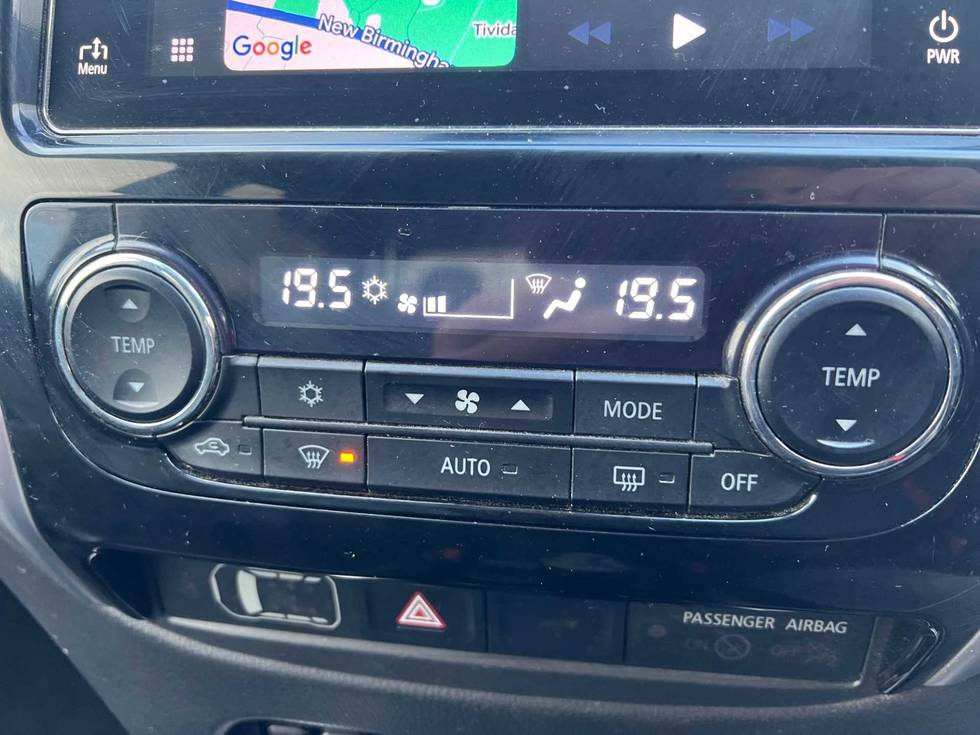 Menu
Google
New Birmingha
Tivida
PWR
19.5
19.5
TEMP
TEMP
MODE
AUTO
OFF
PASSENGER AIRBAG
ON
OFF